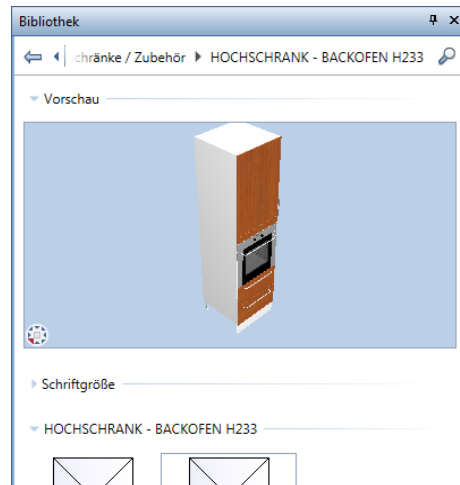 Bibliothek
chränke / Zubehör ▶ HOCHSCHRANK - BACKOFEN H233
Vorschau
Schriftgröße
HOCHSCHRANK - BACKOFEN H233